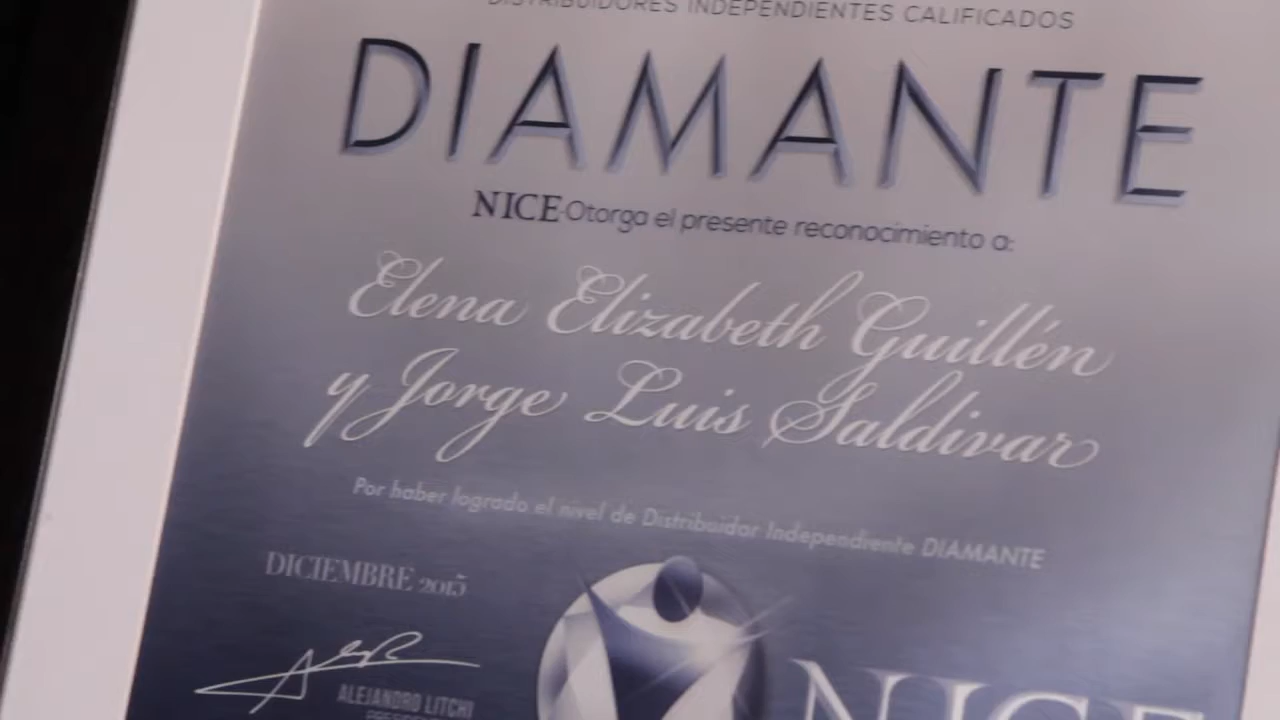 DISTRIBUIDORES INDEPENDIENTES CALIFICADOS
DIAMANTE
NICE Otorga el presente reconocimiento a:
Elena Elizabeth Guillén
y Jorge Luis Saldivar
Por haber logrado el nivel de Distribuidor Independiente DIAMANTE
DICIEMBRE 2015
ALEJANDRO LITCHI
NICE